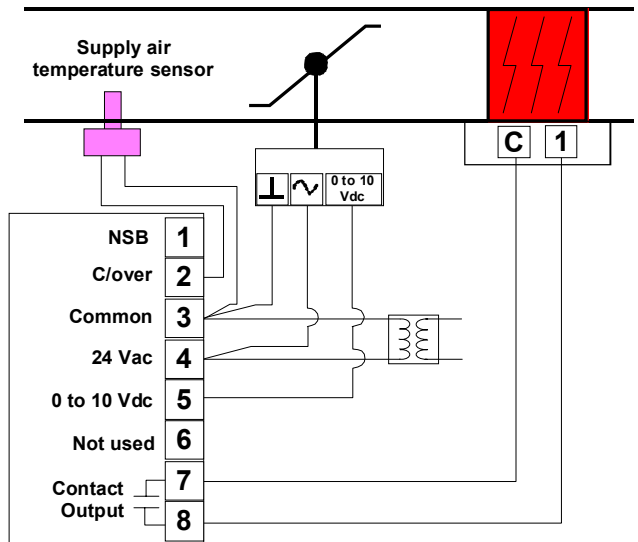 Supply air
temperature sensor
C 1
0 to 10
Vdc
NSB 1
C/over 2
Common 3
24 Vac 4
0 to 10 Vdc 5
Not used 6
7
Contact
Output
8